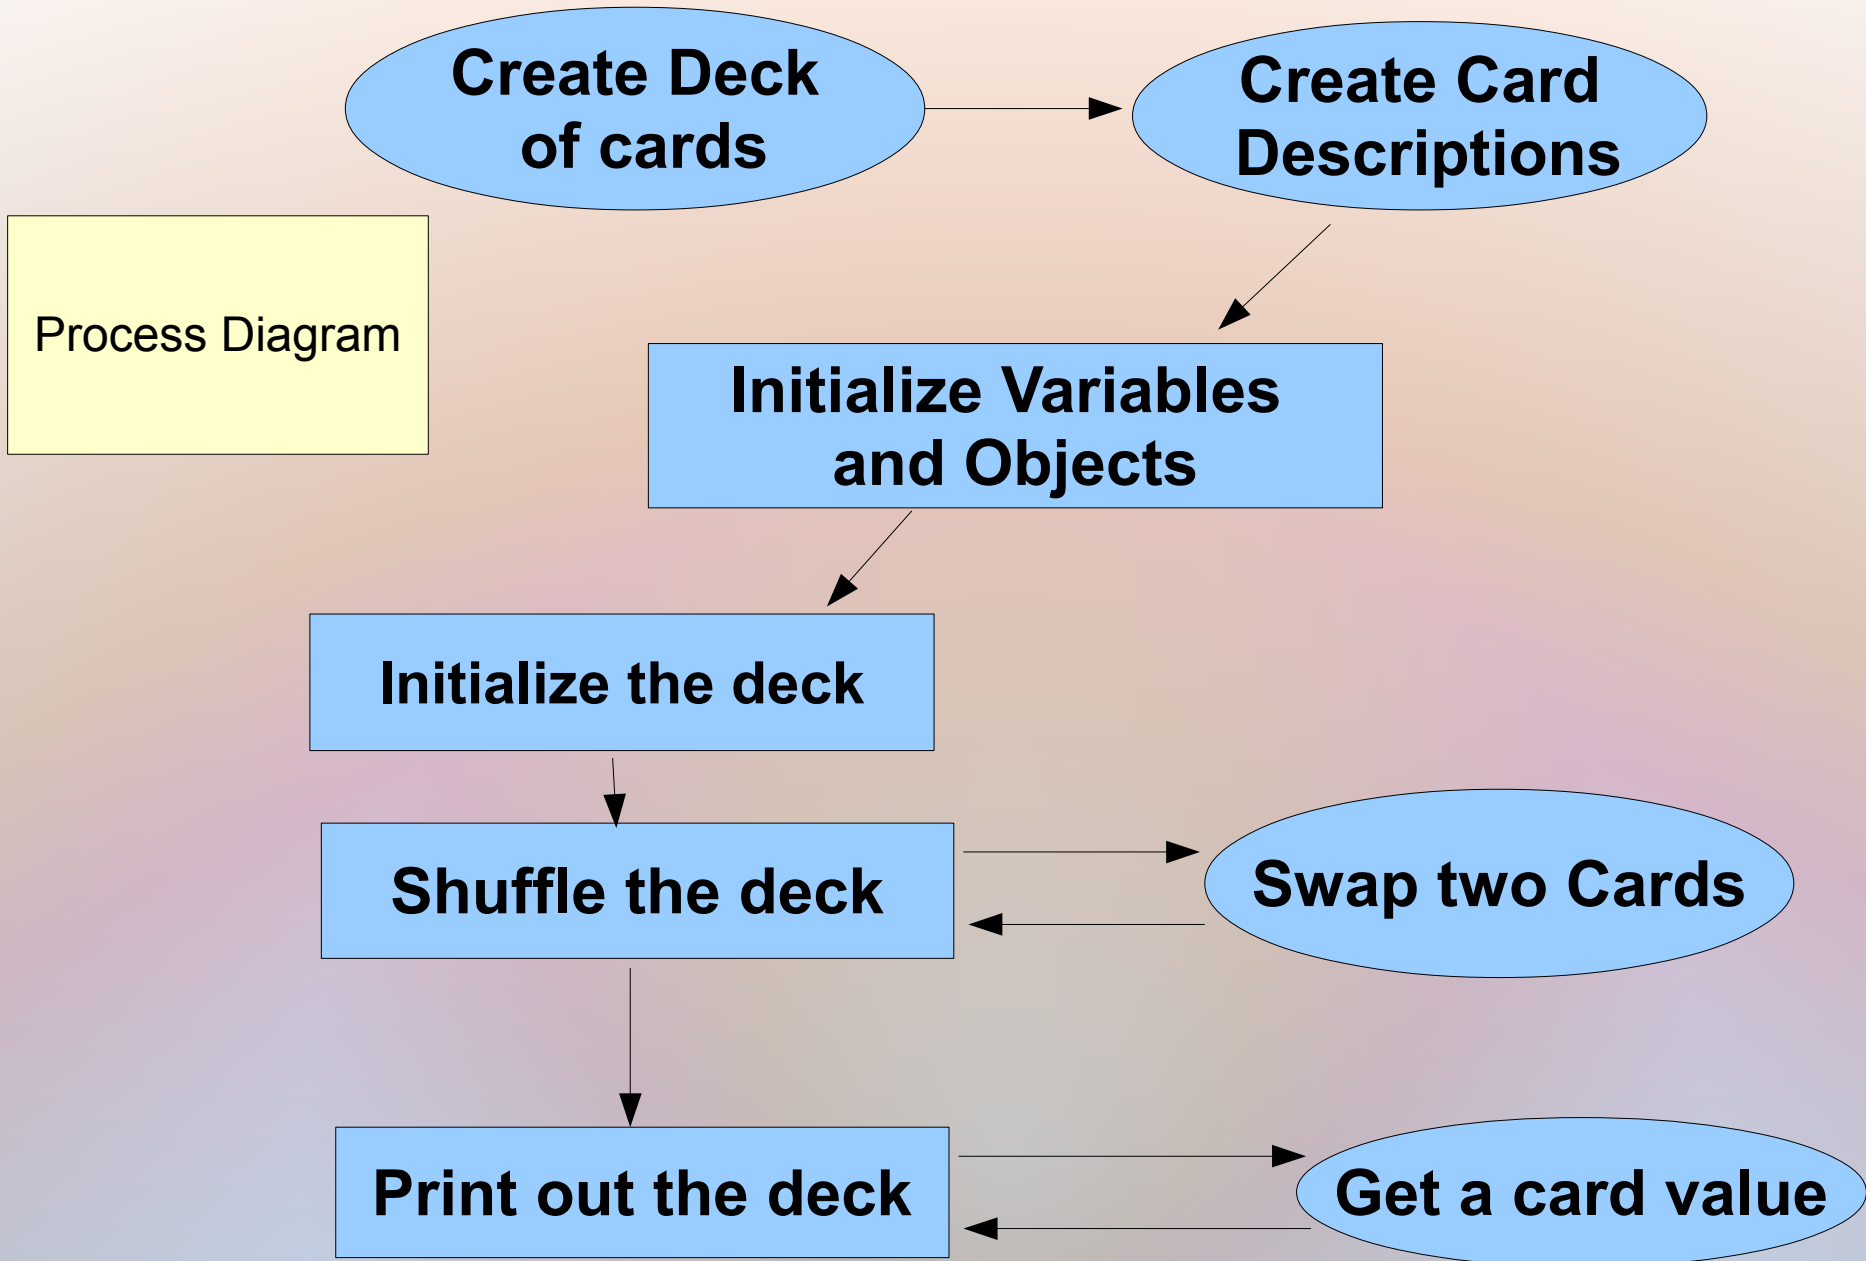 Create Deck
of cards
Create Card
Descriptions
Process Diagram
Initialize Variables
and Objects
Initialize the deck
Shuffle the deck
Swap two Cards
Print out the deck
Get a card value